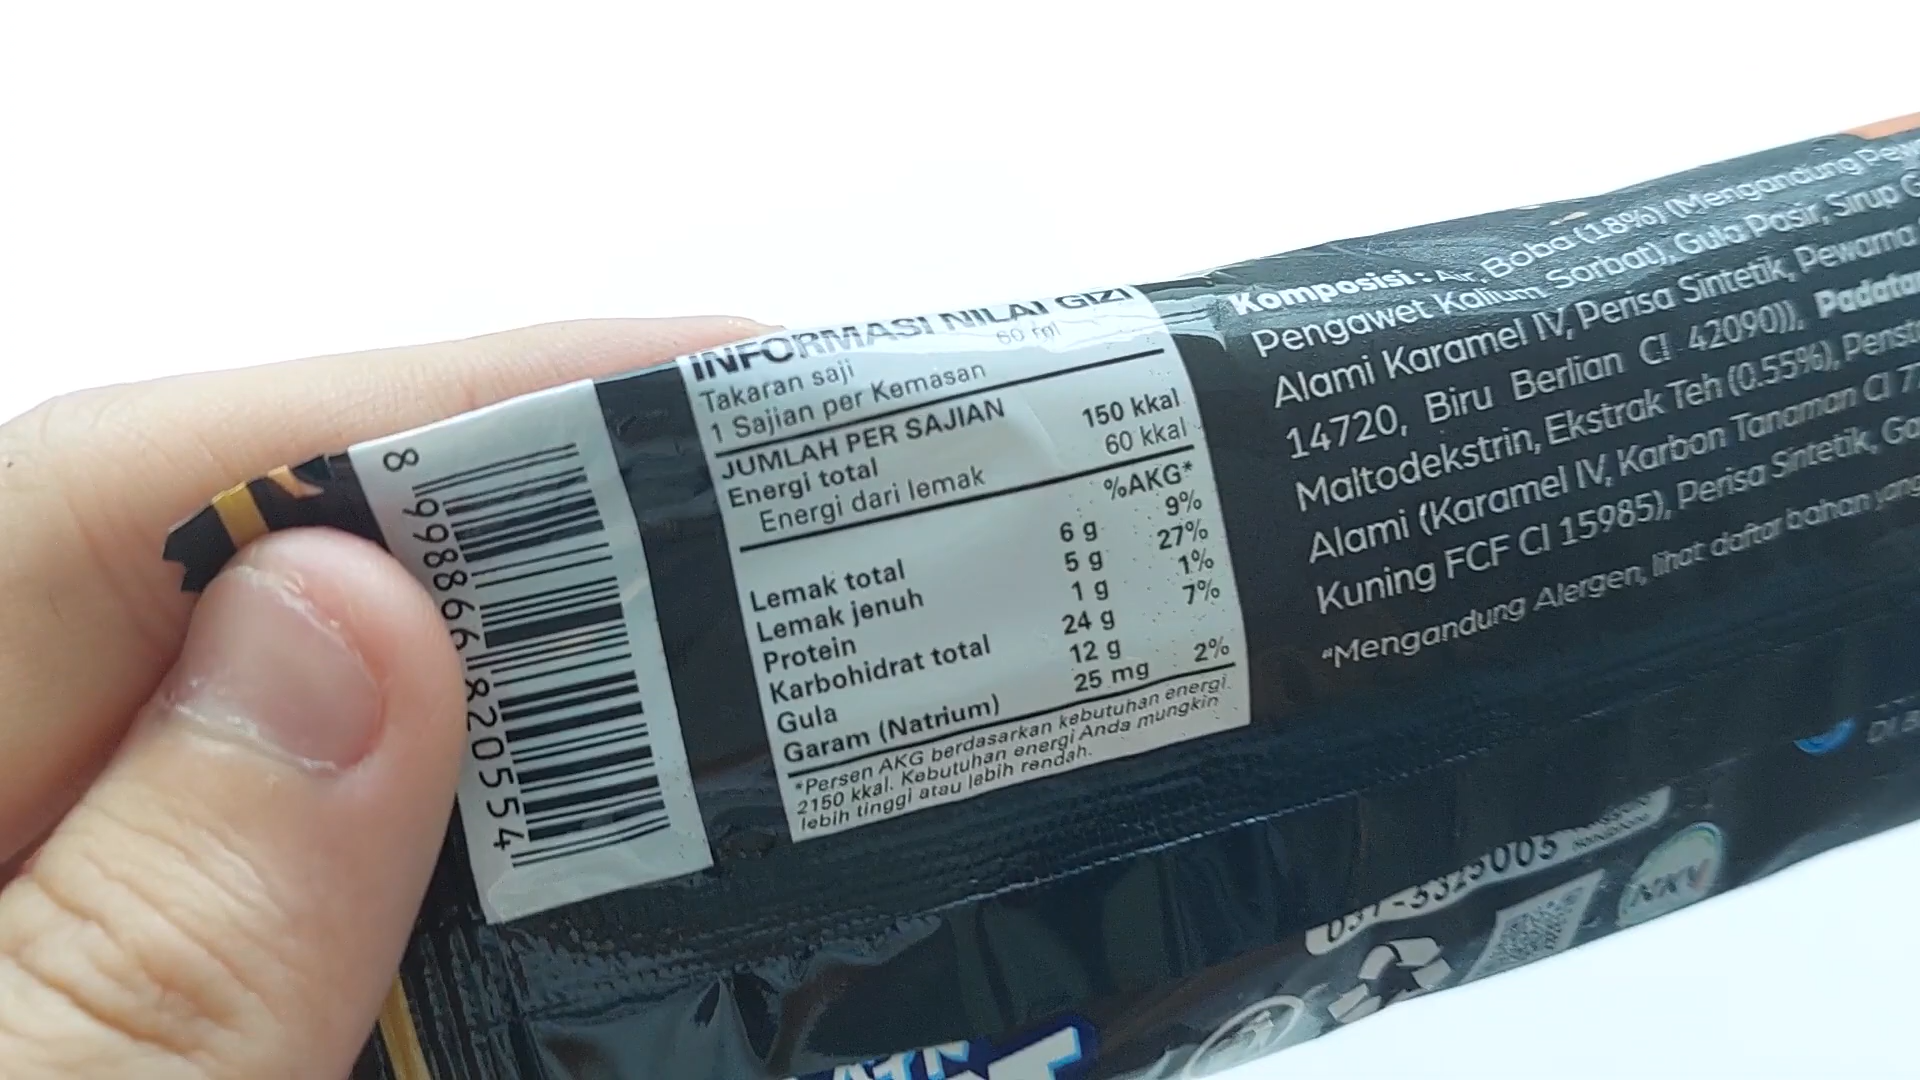 8 998866 820554
INFORMASI NILAI GIZI
Takaran saji 60 ml
1 Sajian per Kemasan
JUMLAH PER SAJIAN
Energi total 150 kkal
Energi dari lemak 60 kkal
%AKG*
Lemak total 6 g 9%
Lemak jenuh 5 g 27%
Protein 1 g 1%
Karbohidrat total 24 g 7%
Gula 12 g
Garam (Natrium) 25 mg 2%
*Persen AKG berdasarkan kebutuhan energi
2150 kkal. Kebutuhan energi Anda mungkin
lebih tinggi atau lebih rendah.
Komposisi : Air, Boba (18%) (Mengandung
Pengawet Kalium Sorbat), Gula Pasir, Sirup
Alami Karamel IV, Perisa Sintetik, Pewarna
14720, Biru Berlian CI 42090)), Padatan
Maltodekstrin, Ekstrak Teh (0.55%),
Alami (Karamel IV, Karbon Tanaman CI
Kuning FCF CI 15985), Perisa Sintetik,
*Mengandung Alergen, lihat daftar bahan yang
NKV